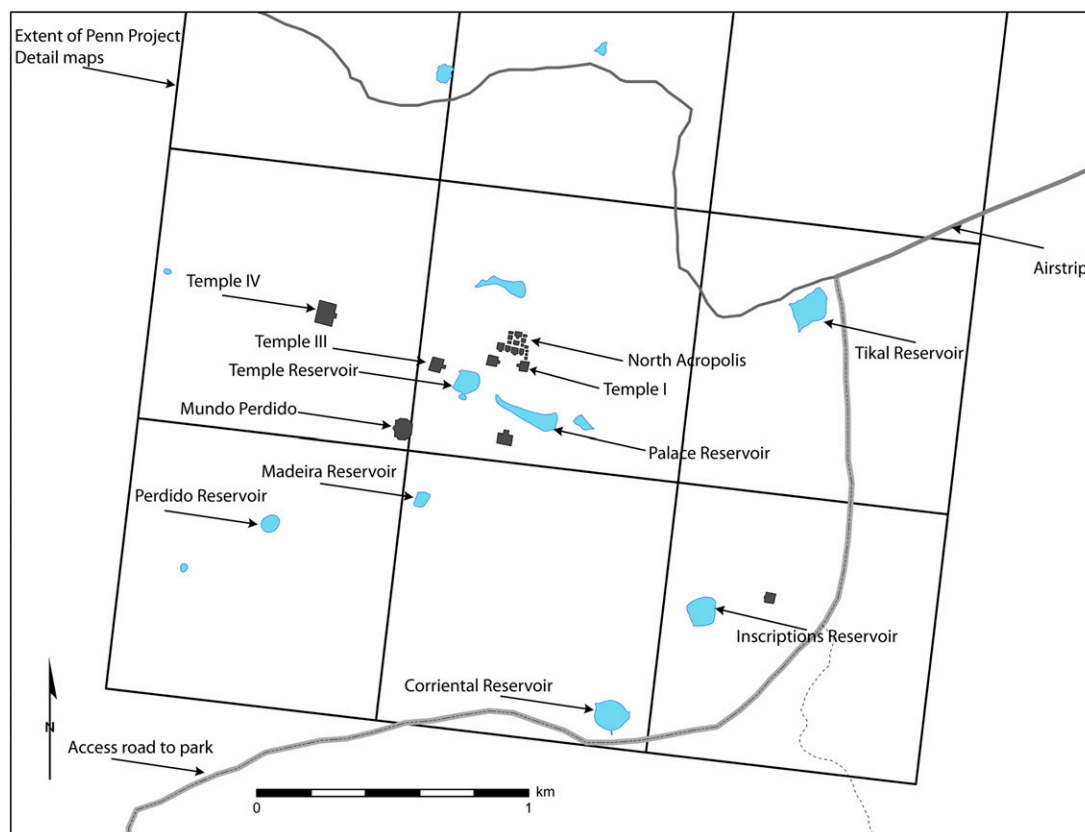 Extent of Penn Project
Detail maps
Airstrip
Temple IV
Temple III
North Acropolis
Tikal Reservoir
Temple Reservoir
Temple I
Mundo Perdido
Palace Reservoir
Madeira Reservoir
Perdido Reservoir
Inscriptions Reservoir
Corriental Reservoir
N
Access road to park
km
0 1